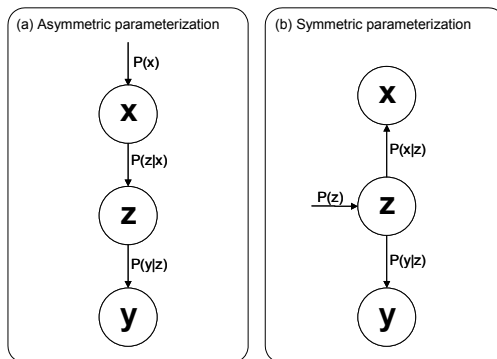 (a) Asymmetric parameterization
P(x)
x
P(z|x)
z
P(y|z)
y
(b) Symmetric parameterization
x
P(x|z)
P(z)
z
P(y|z)
y